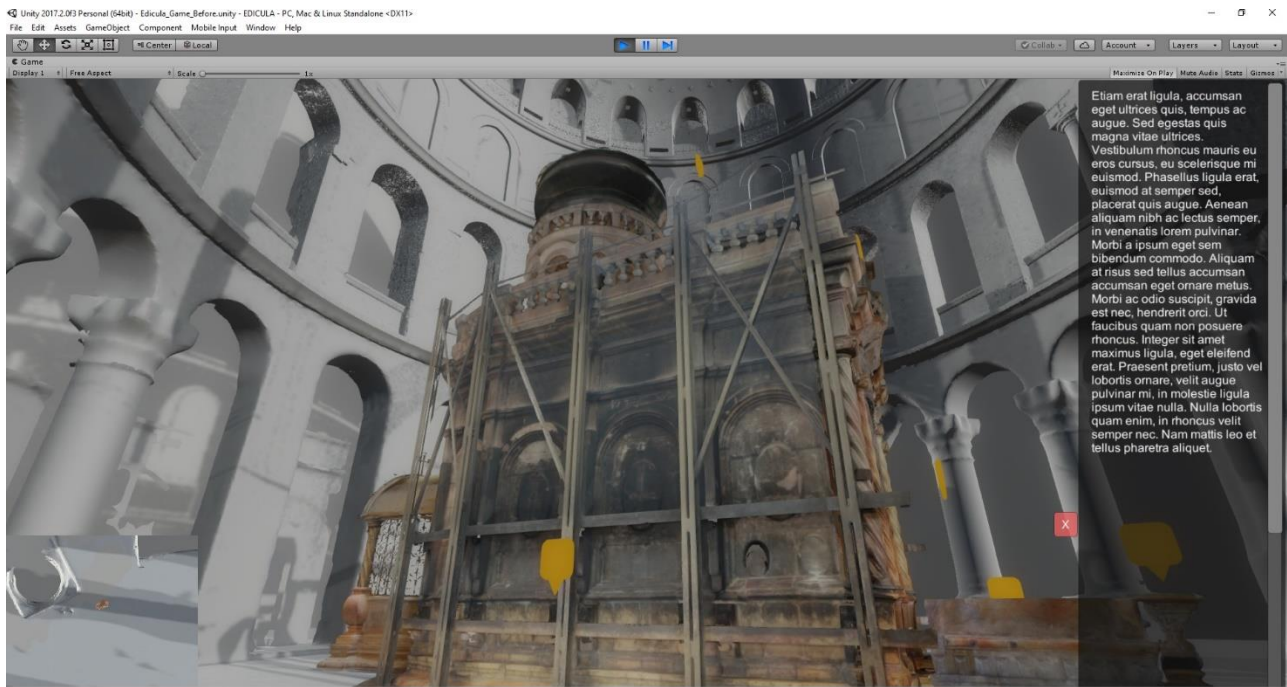 Unity 2017.2.0f3 Personal (64bit) - Edicula_Game_Before.unity - EDICULA - PC, Mac & Linux Standalone <DX11>
File Edit Assets GameObject Component Mobile Input Window Help
Center Local Collab Account Layers Layout
Game
Display 1 Free Aspect Scale 1x Maximize On Play Mute Audio Stats Gizmos
Etiam erat ligula, accumsan
eget ultrices quis, tempus ac
augue. Sed egestas quis
magna vitae ultrices.
Vestibulum rhoncus mauris eu
eros cursus, eu scelerisque mi
euismod. Phasellus ligula erat,
euismod at semper sed,
placerat quis augue. Aenean
aliquam nibh ac lectus semper,
in venenatis lorem pulvinar.
Morbi a ipsum eget sem
bibendum commodo. Aliquam
at risus sed tellus accumsan
accumsan eget ornare metus.
Morbi ac odio suscipit, gravida
est nec, hendrerit orci. Ut
faucibus quam non posuere
rhoncus. Integer sit amet
maximus ligula, eget eleifend
erat. Praesent pretium, justo vel
lobortis ornare, velit augue
pulvinar mi, in molestie ligula
ipsum vitae nulla. Nulla lobortis
quam enim, in rhoncus velit
semper nec. Nam mattis leo et
tellus pharetra aliquet.
X